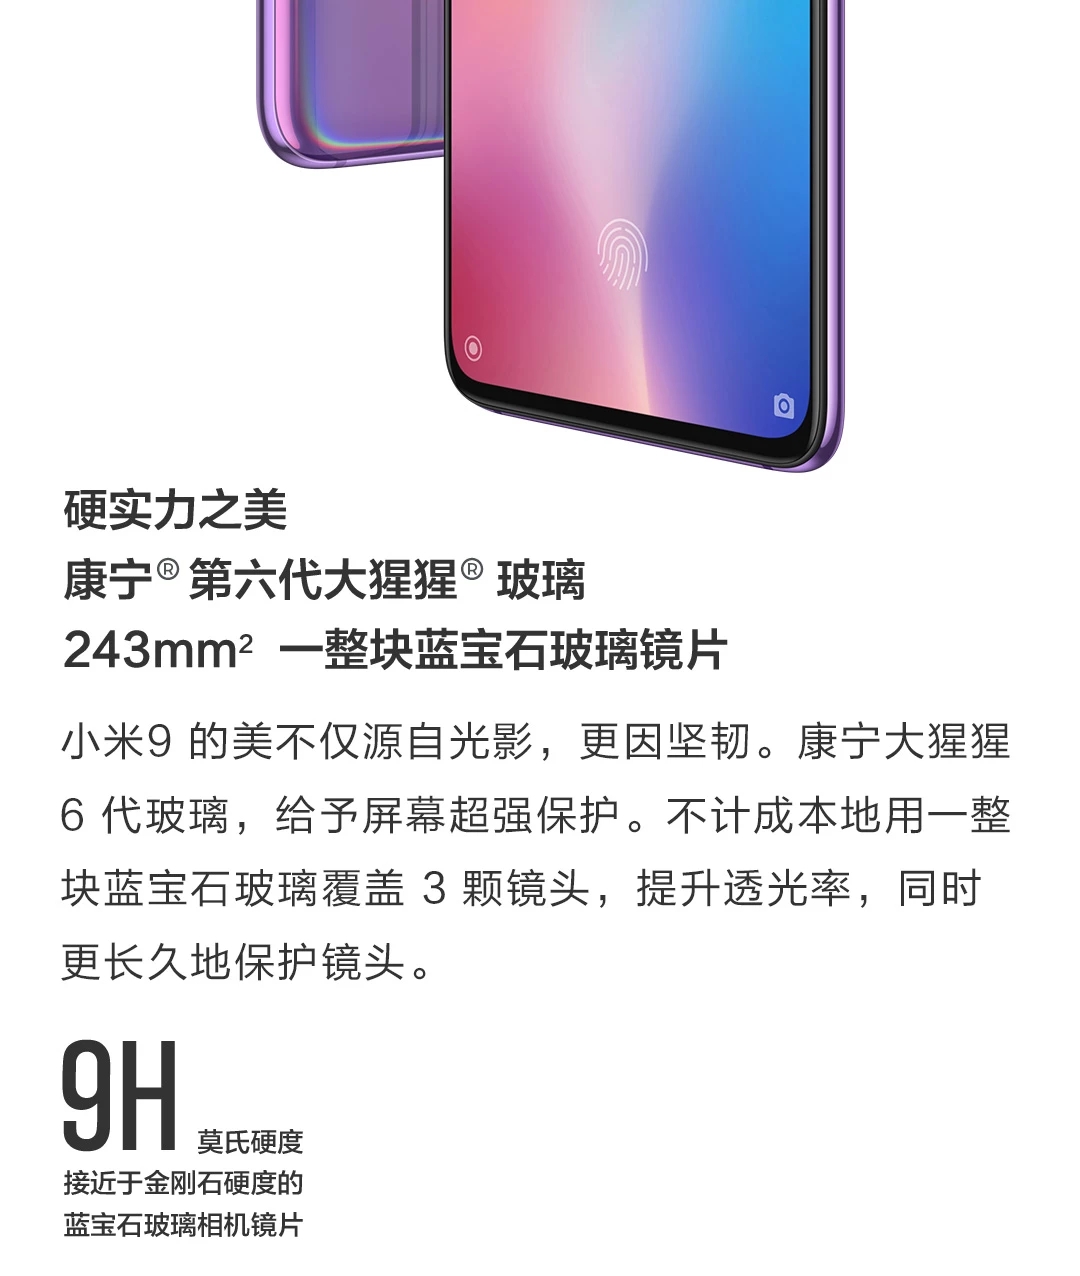 硬实力之美
康宁® 第六代大猩猩® 玻璃
243mm² 一整块蓝宝石玻璃镜片
小米9 的美不仅源自光影，更因坚韧。康宁大猩猩
6 代玻璃，给予屏幕超强保护。不计成本地用一整
块蓝宝石玻璃覆盖 3 颗镜头，提升透光率，同时
更长久地保护镜头。
9H 莫氏硬度
接近于金刚石硬度的
蓝宝石玻璃相机镜片